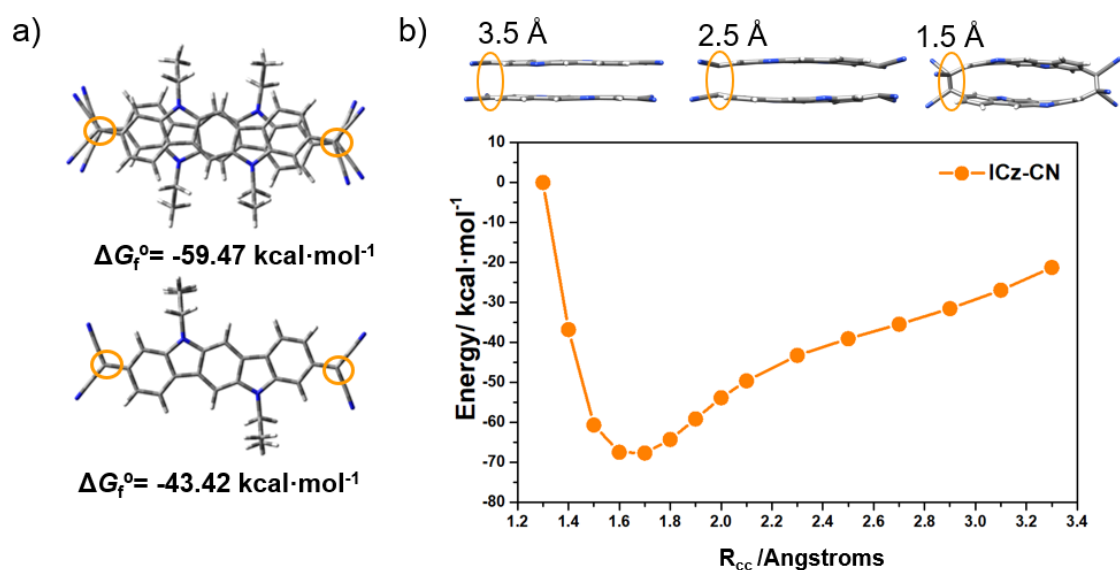 a)
ΔG_f⁰= -59.47 kcal·mol⁻¹
ΔG_f⁰= -43.42 kcal·mol⁻¹
b)
3.5 Å
2.5 Å
1.5 Å
ICz-CN
Energy/ kcal·mol⁻¹
10
0
-10
-20
-30
-40
-50
-60
-70
-80
1.2 1.4 1.6 1.8 2.0 2.2 2.4 2.6 2.8 3.0 3.2 3.4
R_cc /Angstroms